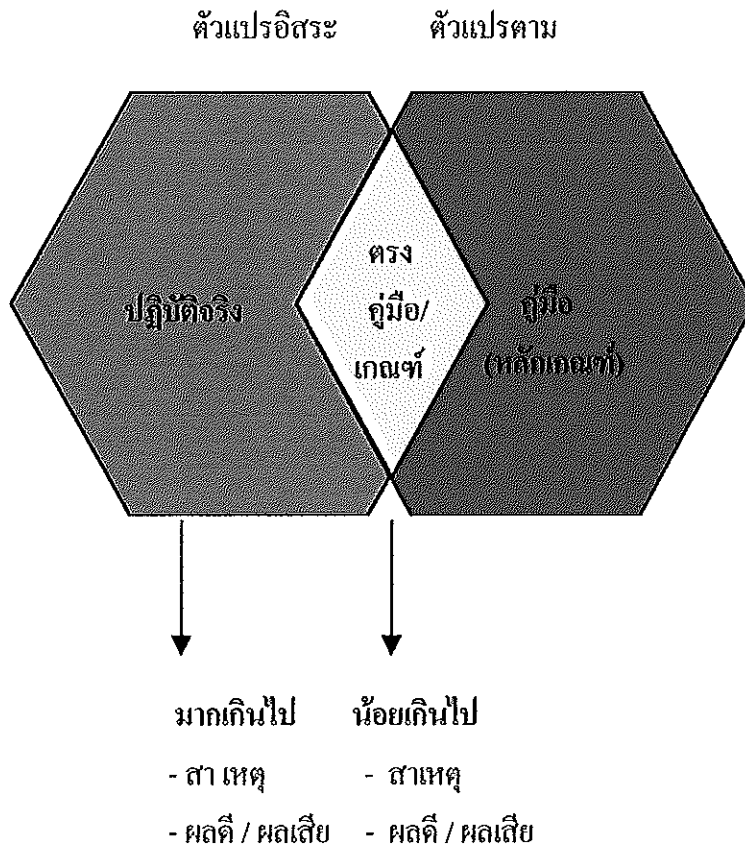 ตัวแปรอิสระ ตัวแปรตาม
ตรง
ปฏิบัติจริง คู่มือ/ คู่มือ
เกณฑ์ (หลักเกณฑ์)
มากเกินไป น้อยเกินไป
- สา เหตุ - สาเหตุ
- ผลดี / ผลเสีย - ผลดี / ผลเสีย